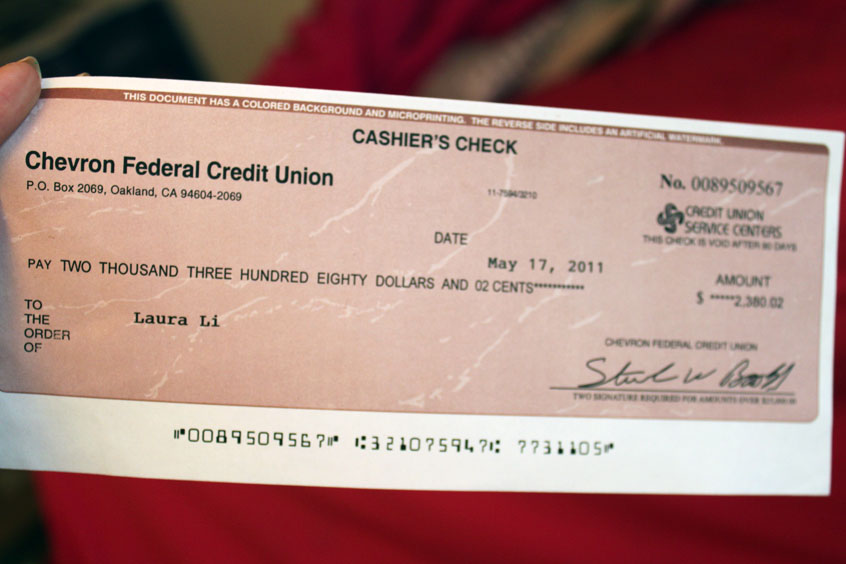 THIS DOCUMENT HAS A COLORED BACKGROUND AND MICROPRINTING. THE REVERSE SIDE INCLUDES AN ARTIFICIAL WATERMARK.
CASHIER'S CHECK
Chevron Federal Credit Union
P.O. Box 2069, Oakland, CA 94604-2069
11-7594/3210
No. 0089509567
CREDIT UNION
SERVICE CENTERS
THIS CHECK IS VOID AFTER 90 DAYS
DATE
May 17, 2011
PAY TWO THOUSAND THREE HUNDRED EIGHTY DOLLARS AND 02 CENTS***********
AMOUNT
$ *****2,380.02
TO
THE
ORDER
OF
Laura Li
CHEVRON FEDERAL CREDIT UNION
TWO SIGNATURE REQUIRED FOR AMOUNTS OVER
⑈0089509567⑈ ⑆321075947⑆ 7731105⑈